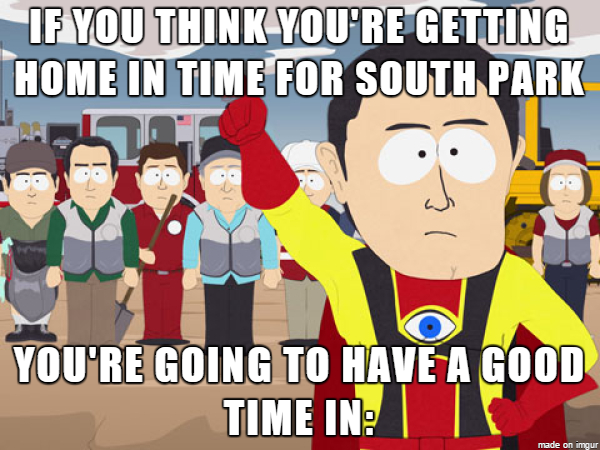 IF YOU THINK YOU'RE GETTING
HOME IN TIME FOR SOUTH PARK
YOU'RE GOING TO HAVE A GOOD
TIME IN:
made on imgur